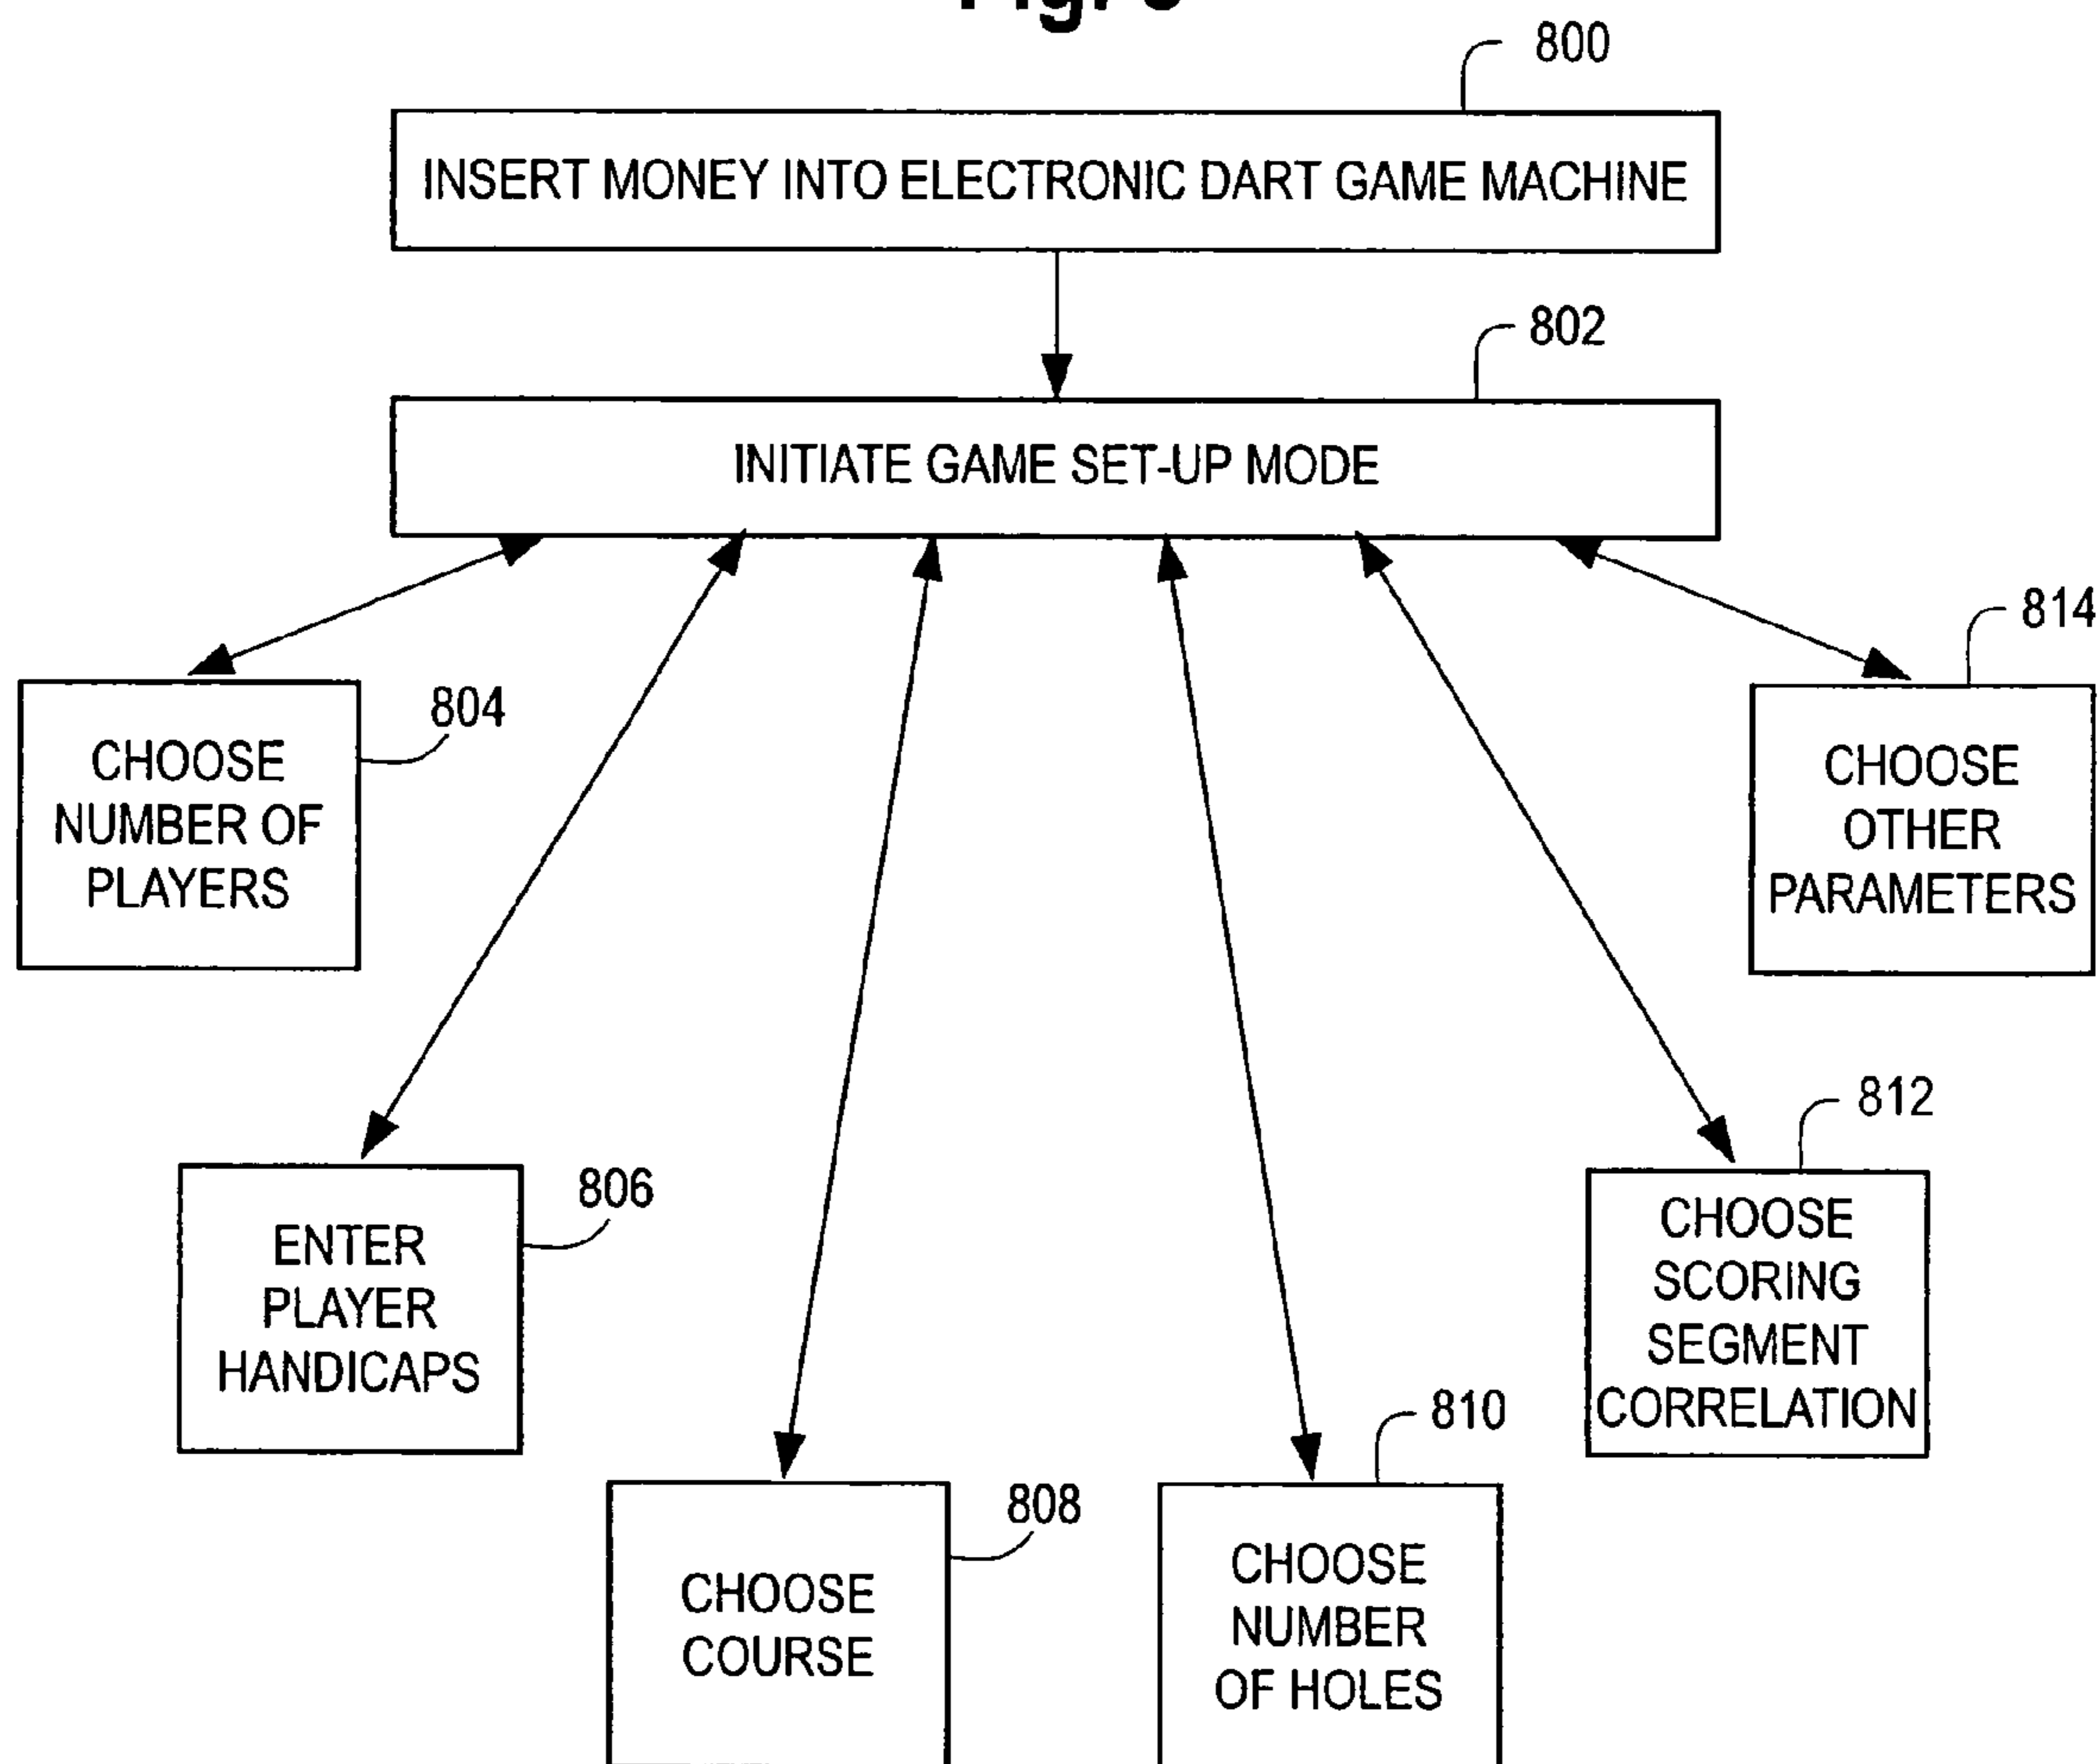 800
INSERT MONEY INTO ELECTRONIC DART GAME MACHINE
802
INITIATE GAME SET-UP MODE
814
804
CHOOSE
NUMBER OF
PLAYERS
CHOOSE
OTHER
PARAMETERS
812
806
ENTER
PLAYER
HANDICAPS
CHOOSE
SCORING
SEGMENT
CORRELATION
810
808
CHOOSE
COURSE
CHOOSE
NUMBER
OF HOLES